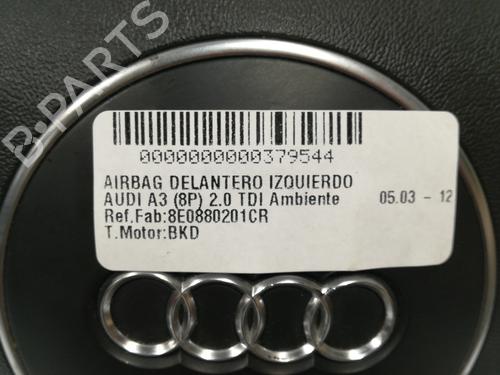 B-PARTS
0000000000379544
AIRBAG DELANTERO IZQUIERDO
AUDI A3 (8P) 2.0 TDI Ambiente 05.03 - 12
Ref.Fab:8E0880201CR
T.Motor:BKD